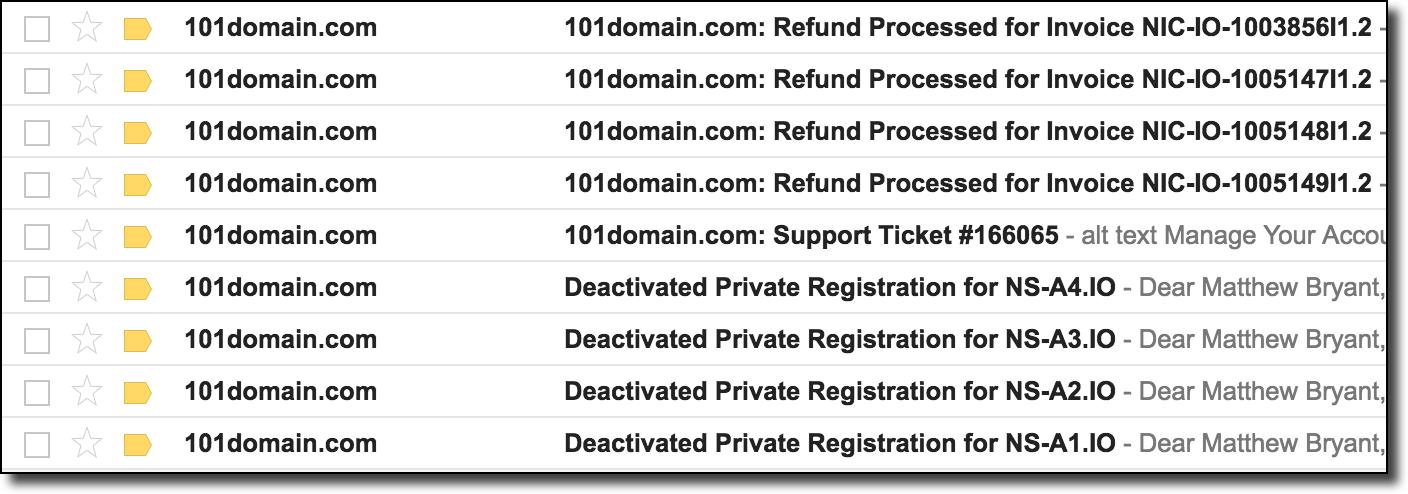 101domain.com 101domain.com: Refund Processed for Invoice NIC-IO-1003856I1.2 -
101domain.com 101domain.com: Refund Processed for Invoice NIC-IO-1005147I1.2 -
101domain.com 101domain.com: Refund Processed for Invoice NIC-IO-1005148I1.2 -
101domain.com 101domain.com: Refund Processed for Invoice NIC-IO-1005149I1.2 -
101domain.com 101domain.com: Support Ticket #166065 - alt text Manage Your Accou
101domain.com Deactivated Private Registration for NS-A4.IO - Dear Matthew Bryant,
101domain.com Deactivated Private Registration for NS-A3.IO - Dear Matthew Bryant,
101domain.com Deactivated Private Registration for NS-A2.IO - Dear Matthew Bryant,
101domain.com Deactivated Private Registration for NS-A1.IO - Dear Matthew Bryant,